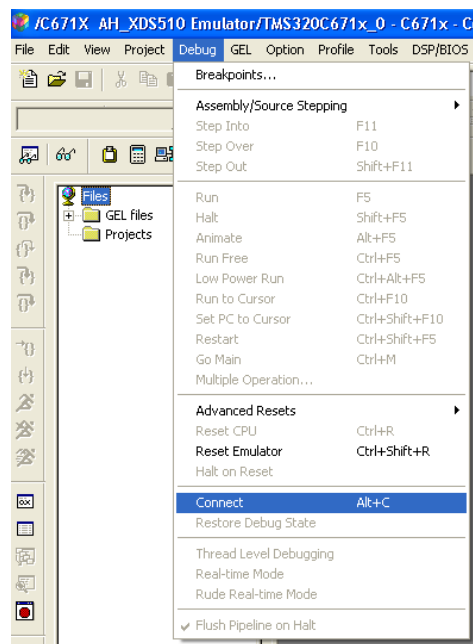 /C671X AH_XDS510 Emulator/TMS320C671x_0 - C671x - C
File Edit View Project Debug GEL Option Profile Tools DSP/BIOS
Breakpoints...
Assembly/Source Stepping
Step Into F11
Step Over F10
Step Out Shift+F11
Files
GEL files
Projects
Run F5
Halt Shift+F5
Animate Alt+F5
Run Free Ctrl+F5
Low Power Run Ctrl+Alt+F5
Run to Cursor Ctrl+F10
Set PC to Cursor Ctrl+Shift+F10
Restart Ctrl+Shift+F5
Go Main Ctrl+M
Multiple Operation...
Advanced Resets
Reset CPU Ctrl+R
Reset Emulator Ctrl+Shift+R
Halt on Reset
Connect Alt+C
Restore Debug State
Thread Level Debugging
Real-time Mode
Rude Real-time Mode
Flush Pipeline on Halt